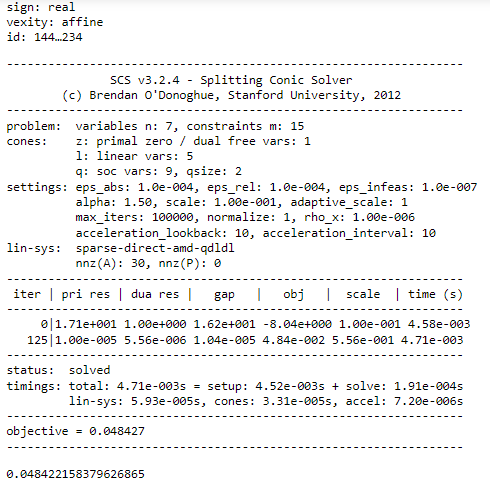 sign: real
vexity: affine
id: 144…234
------------------------------------------------------------------
SCS v3.2.4 - Splitting Conic Solver
(c) Brendan O'Donoghue, Stanford University, 2012
------------------------------------------------------------------
problem:  variables n: 7, constraints m: 15
cones:    z: primal zero / dual free vars: 1
l: linear vars: 5
q: soc vars: 9, qsize: 2
settings: eps_abs: 1.0e-004, eps_rel: 1.0e-004, eps_infeas: 1.0e-007
alpha: 1.50, scale: 1.00e-001, adaptive_scale: 1
max_iters: 100000, normalize: 1, rho_x: 1.00e-006
acceleration_lookback: 10, acceleration_interval: 10
lin-sys:  sparse-direct-amd-qdldl
nnz(A): 30, nnz(P): 0
------------------------------------------------------------------
iter | pri res | dua res |   gap   |   obj   |  scale  | time (s)
------------------------------------------------------------------
0|1.71e+001 1.00e+000 1.62e+001 -8.04e+000 1.00e-001 4.58e-003
125|1.00e-005 5.56e-006 1.04e-005 4.84e-002 5.56e-001 4.71e-003
------------------------------------------------------------------
status:  solved
timings: total: 4.71e-003s = setup: 4.52e-003s + solve: 1.91e-004s
lin-sys: 5.93e-005s, cones: 3.31e-005s, accel: 7.20e-006s
------------------------------------------------------------------
objective = 0.048427
------------------------------------------------------------------
0.048422158379626865